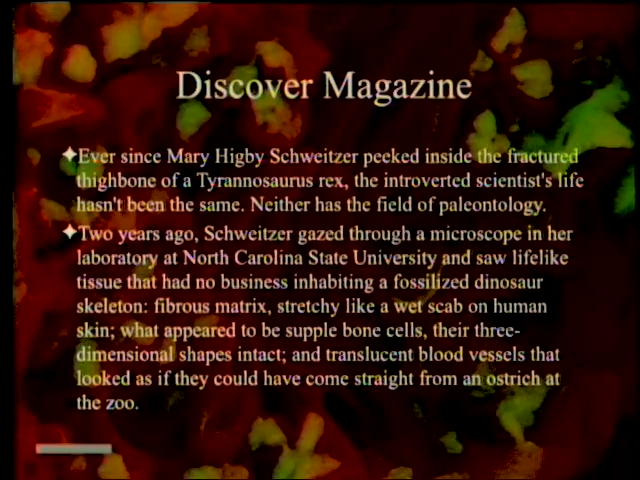 Discover Magazine
Ever since Mary Higby Schweitzer peeked inside the fractured
thighbone of a Tyrannosaurus rex, the introverted scientist's life
hasn't been the same. Neither has the field of paleontology.
Two years ago, Schweitzer gazed through a microscope in her
laboratory at North Carolina State University and saw lifelike
tissue that had no business inhabiting a fossilized dinosaur
skeleton: fibrous matrix, stretchy like a wet scab on human
skin; what appeared to be supple bone cells, their three-
dimensional shapes intact; and translucent blood vessels that
looked as if they could have come straight from an ostrich at
the zoo.